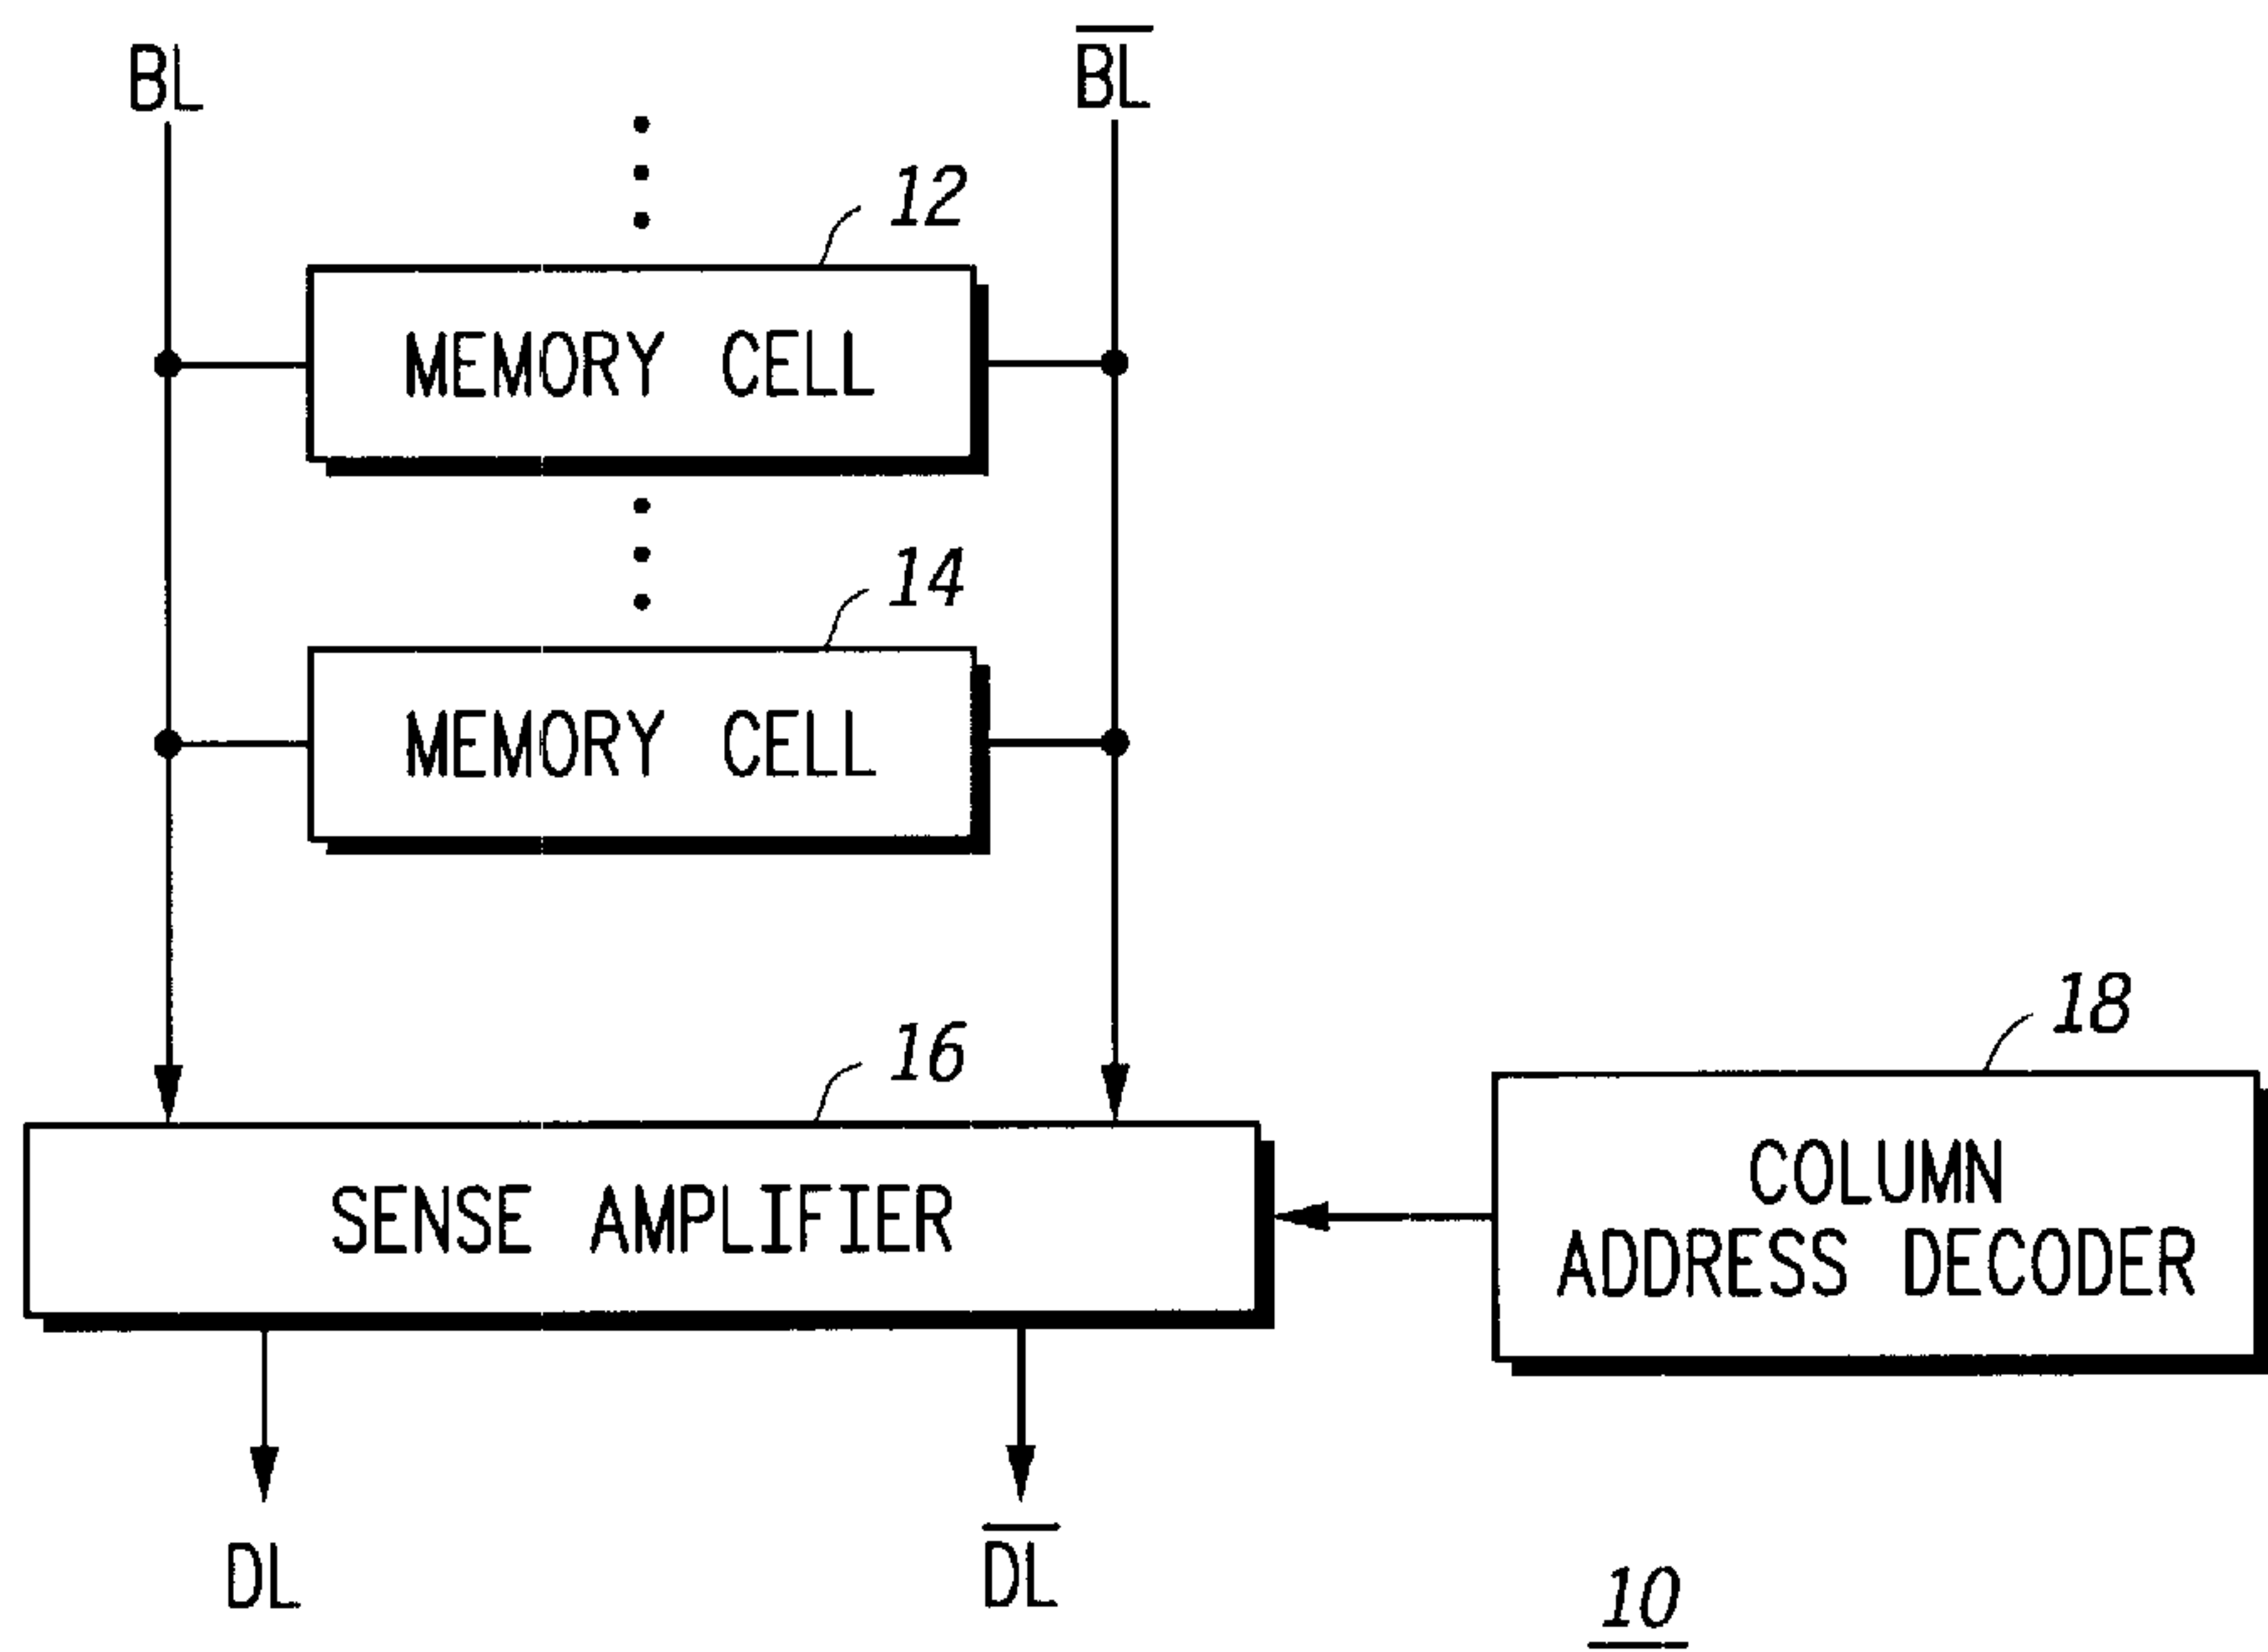 BL
B̅L̅
12
MEMORY CELL
14
MEMORY CELL
16
SENSE AMPLIFIER
18
COLUMN
ADDRESS DECODER
DL
D̅L̅
10